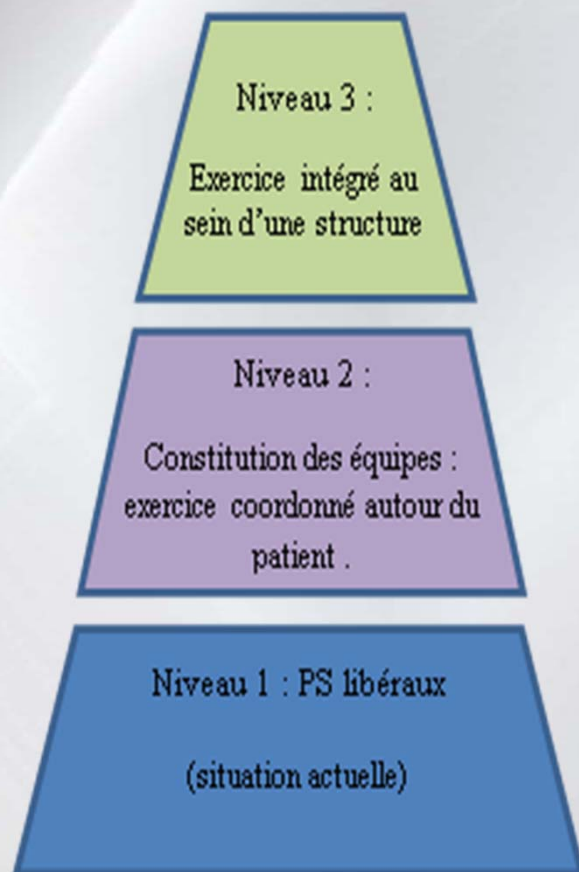 Niveau 3 :
Exercice intégré au
sein d'une structure
Niveau 2 :
Constitution des équipes :
exercice coordonné autour du
patient .
Niveau 1 : PS libéraux
(situation actuelle)